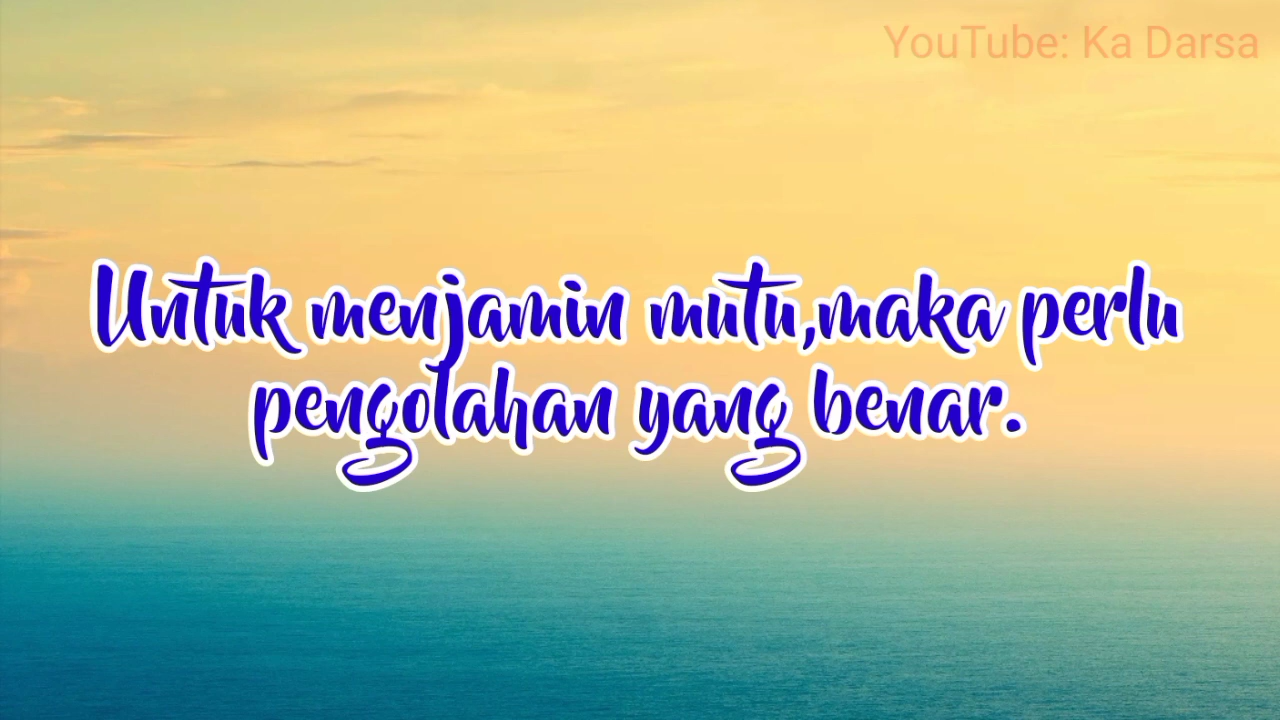 YouTube: Ka Darsa
Untuk menjamin mutu,maka perlu
pengolahan yang benar.